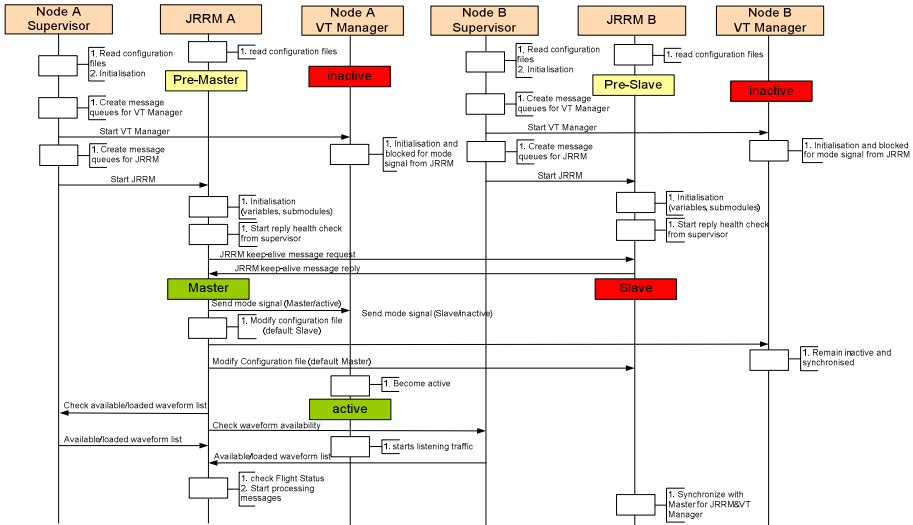 Node A
Supervisor
JRRM A
Node A
VT Manager
Node B
Supervisor
JRRM B
Node B
VT Manager
1. Read configuration
files
2. Initialisation
1. read configuration files
Pre-Master
inactive
1. Read configuration
files
2. Initialisation
1. read configuration files
Pre-Slave
inactive
1. Create message
queues for VT Manager
1. Create message
queues for VT Manager
Start VT Manager
Start VT Manager
1. Create message
queues for JRRM
1. Initialisation and
blocked for mode
signal from JRRM
1. Create message
queues for JRRM
1. Initialisation and blocked
for mode signal from JRRM
Start JRRM
Start JRRM
1. Initialisation
(variables, submodules)
1. Initialisation
(variables, submodules)
1. Start reply health check
from supervisor
1. Start reply health check
from supervisor
JRRM keep-alive message request
JRRM keep-alive message reply
Master
Slave
Send mode signal (Master/active)
Send mode signal (Slave/inactive)
1. Modify configuration file
(default: Slave)
1. Remain inactive and
synchronised
Modify Configuration file (default: Master)
1. Become active
Check available/loaded waveform list
active
Check waveform availability
Available/loaded waveform list
1. starts listening traffic
Available/loaded waveform list
1. check Flight Status
2. Start processing
messages
1. Synchronize with
Master for JRRM&VT
Manager